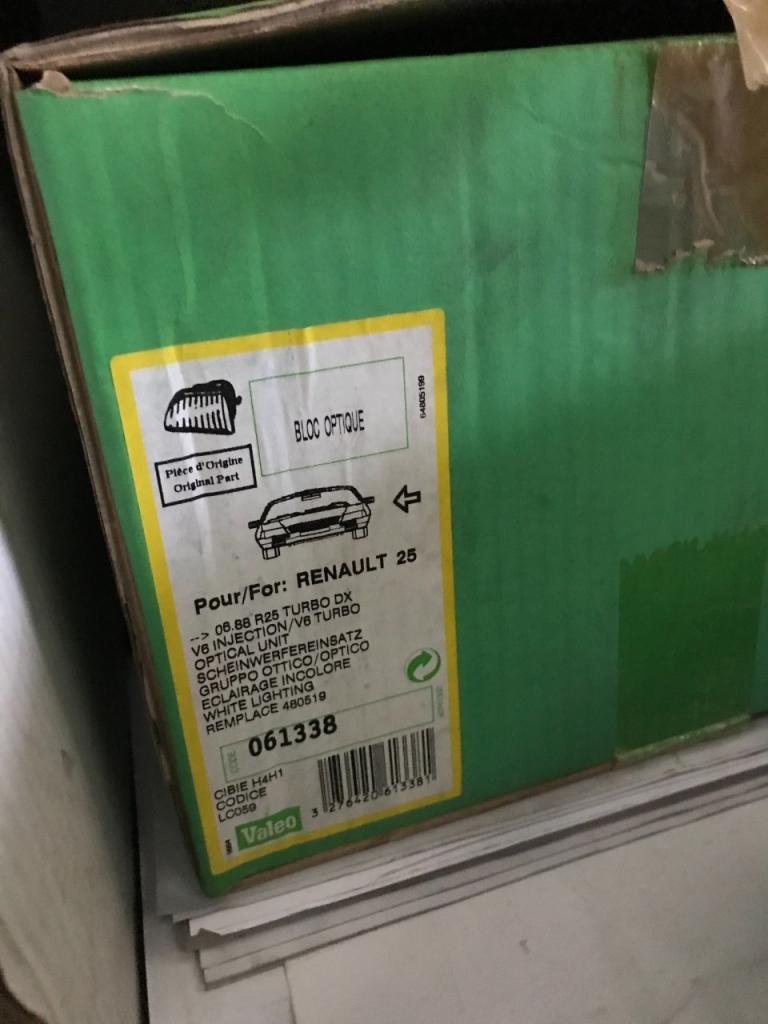 BLOC OPTIQUE
64805199
Pièce d'Origine
Original Part
Pour/For: RENAULT 25
--> 06.88 R25 TURBO DX
V6 INJECTION/V6 TURBO
OPTICAL UNIT
SCHEINWERFEREINSATZ
GRUPPO OTTICO/OPTICO
ECLAIRAGE INCOLORE
WHITE LIGHTING
REMPLACE 480519
CODE
061338
CIBIE H4H1
CODICE
LC059
3 276420 613381
Valeo